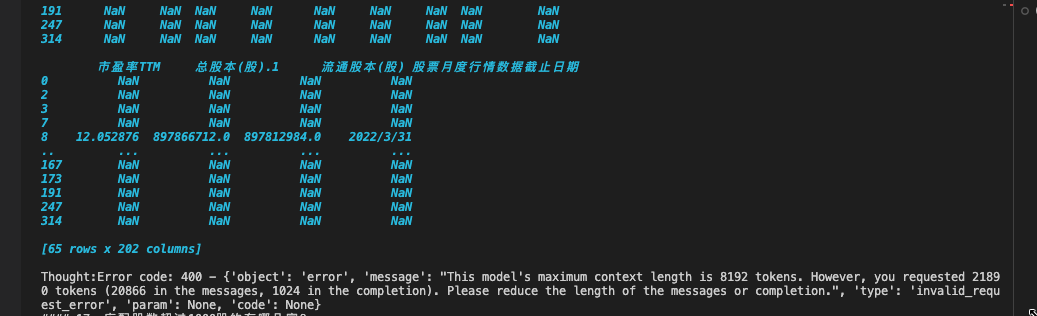 191 NaN NaN NaN NaN NaN NaN NaN NaN NaN
247 NaN NaN NaN NaN NaN NaN NaN NaN NaN
314 NaN NaN NaN NaN NaN NaN NaN NaN NaN
市盈率TTM 总股本(股).1 流通股本(股) 股票月度行情数据截止日期
0 NaN NaN NaN NaN
2 NaN NaN NaN NaN
3 NaN NaN NaN NaN
7 NaN NaN NaN NaN
8 12.052876 897866712.0 897812984.0 2022/3/31
.. ... ... ... ...
167 NaN NaN NaN NaN
173 NaN NaN NaN NaN
191 NaN NaN NaN NaN
247 NaN NaN NaN NaN
314 NaN NaN NaN NaN
[65 rows x 202 columns]
Thought:Error code: 400 - {'object': 'error', 'message': "This model's maximum context length is 8192 tokens. However, you requested 2189
0 tokens (20866 in the messages, 1024 in the completion). Please reduce the length of the messages or completion.", 'type': 'invalid_requ
est_error', 'param': None, 'code': None}